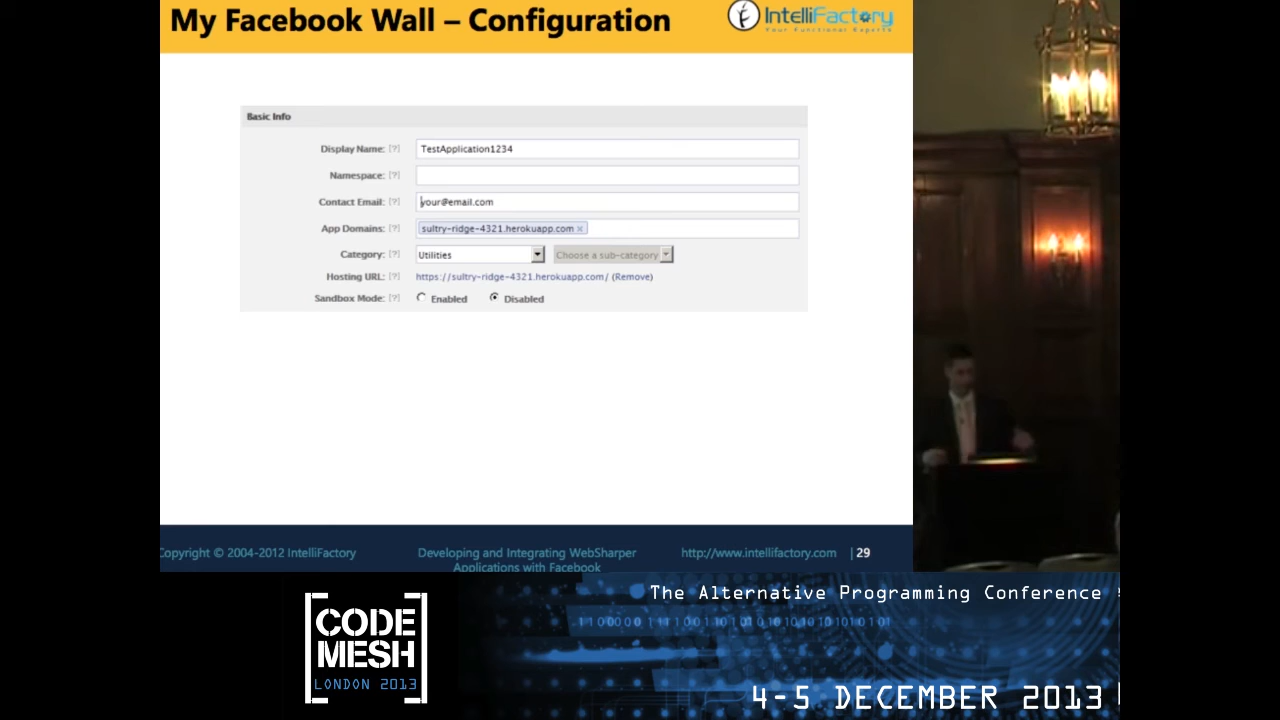 My Facebook Wall – Configuration
IntelliFactory
Your Functional Experts
Basic Info
Display Name: [?] TestApplication1234
Namespace: [?]
Contact Email: [?] your@email.com
App Domains: [?] sultry-ridge-4321.herokuapp.com ×
Category: [?] Utilities Choose a sub-category
Hosting URL: [?] https://sultry-ridge-4321.herokuapp.com/ (Remove)
Sandbox Mode: [?] Enabled Disabled
Copyright © 2004-2012 IntelliFactory
Developing and Integrating WebSharper
Applications with Facebook
http://www.intellifactory.com | 29
The Alternative Programming Conference
CODE
MESH
LONDON 2013
4-5 DECEMBER 2013